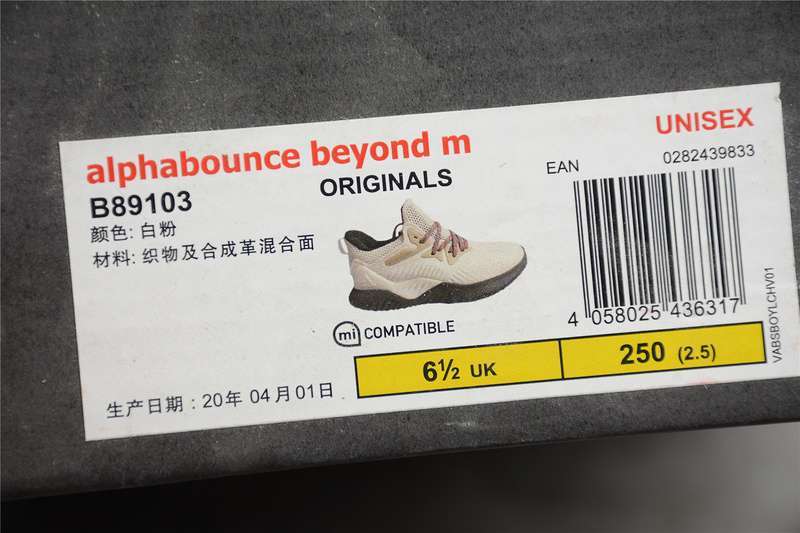 alphabounce beyond m
UNISEX
ORIGINALS
EAN
0282439833
B89103
颜色: 白粉
材料: 织物及合成革混合面
4 058025 436317
VABSBOYLCHV01
mi COMPATIBLE
6½ UK
250 (2.5)
生产日期 : 20年 04月01日